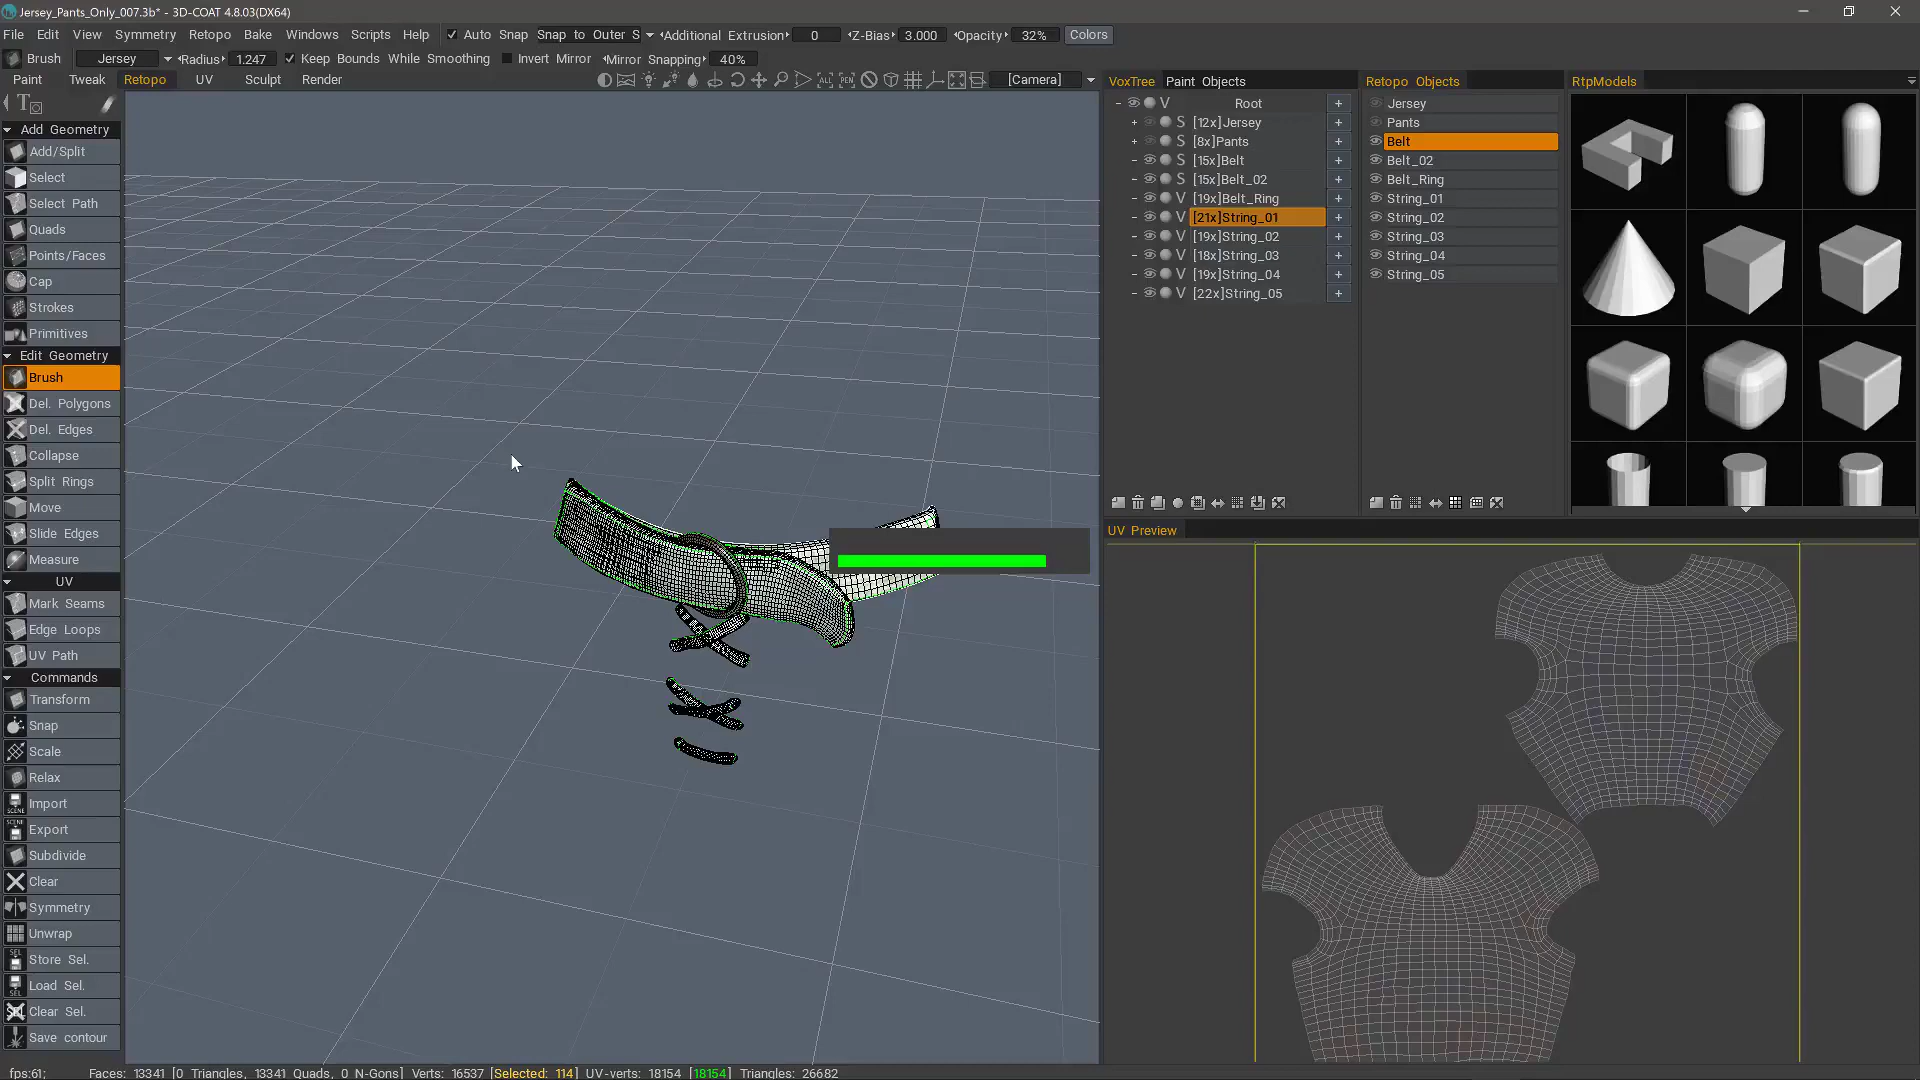 Jersey_Pants_Only_007.3b* - 3D-COAT 4.8.03(DX64)
File Edit View Symmetry Retopo Bake Windows Scripts Help Auto Snap Snap to Outer S Additional Extrusion 0 Z-Bias 3.000 Opacity 32% Colors
Brush Jersey Radius 1.247 Keep Bounds While Smoothing Invert Mirror Mirror Snapping 40%
Paint Tweak Retopo UV Sculpt Render ALL PEN [Camera] VoxTree Paint Objects Retopo Objects RtpModels
Add Geometry
Add/Split
Select
Select Path
Quads
Points/Faces
Cap
Strokes
Primitives
Edit Geometry
Brush
Del. Polygons
Del. Edges
Collapse
Split Rings
Move
Slide Edges
Measure
UV
Mark Seams
Edge Loops
UV Path
Commands
Transform
Snap
Scale
Relax
Import
Export
Subdivide
Clear
Symmetry
Unwrap
Store Sel.
Load Sel.
Clear Sel.
Save contour
V Root +
+ S [12x]Jersey +
+ S [8x]Pants +
S [15x]Belt +
S [15x]Belt_02 +
V [19x]Belt_Ring +
V [21x]String_01 +
V [19x]String_02 +
V [18x]String_03 +
V [19x]String_04 +
V [22x]String_05 +
Jersey
Pants
Belt
Belt_02
Belt_Ring
String_01
String_02
String_03
String_04
String_05
UV Preview
fps:61; Faces: 13341 [0 Triangles, 13341 Quads, 0 N-Gons] Verts: 16537 [Selected: 114] UV-verts: 18154 [18154] Triangles: 26682